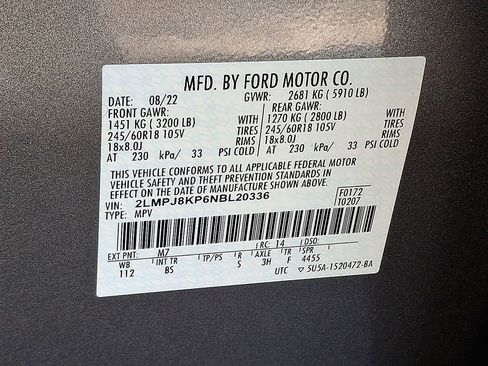 MFD. BY FORD MOTOR CO.
DATE: 08/22 GVWR: 2681 KG ( 5910 LB)
FRONT GAWR: REAR GAWR:
1451 KG ( 3200 LB) WITH 1270 KG ( 2800 LB) WITH
245/60R18 105V TIRES 245/60R18 105V TIRES
18x8.0J RIMS 18x8.0J RIMS
AT 230 kPa/ 33 PSI COLD AT 230 kPa/ 33 PSI COLD
THIS VEHICLE CONFORMS TO ALL APPLICABLE FEDERAL MOTOR
VEHICLE SAFETY AND THEFT PREVENTION STANDARDS IN
EFFECT ON THE DATE OF MANUFACTURE SHOWN ABOVE.
VIN: 2LMPJ8KP6NBL20336 F0172
TYPE: MPV T0207
EXT PNT: M7 RC: 14 DSO:
WB INT TR TP/PS R AXLE TR SPR
112 BS S 3H F 4455
UTC ▽ 5U5A-1520472-BA